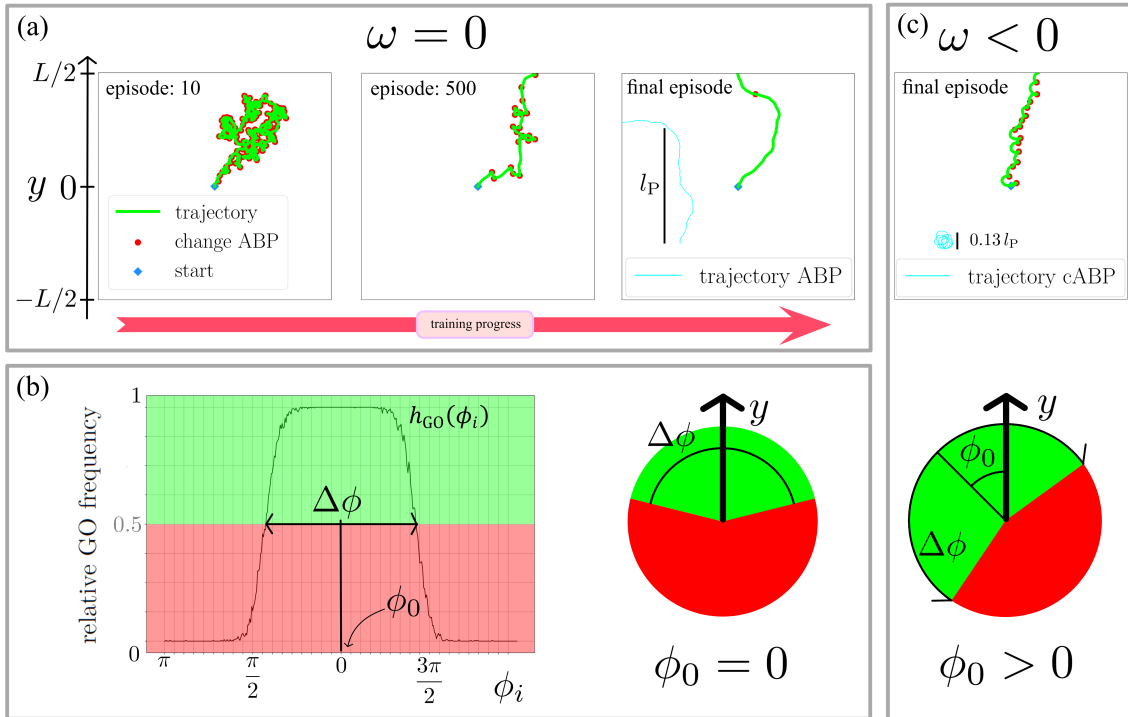 (a)
ω = 0
L/2
y 0
−L/2
episode: 10
trajectory
change ABP
start
episode: 500
final episode
l_P
trajectory ABP
training progress
(c)
ω < 0
final episode
0.13 l_P
trajectory cABP
(b)
relative GO frequency
1
0.5
0
h_GO(ϕ_i)
Δϕ
ϕ_0
π
π/2
0
3π/2
ϕ_i
y
Δϕ
ϕ_0 = 0
y
ϕ_0
Δϕ
ϕ_0 > 0